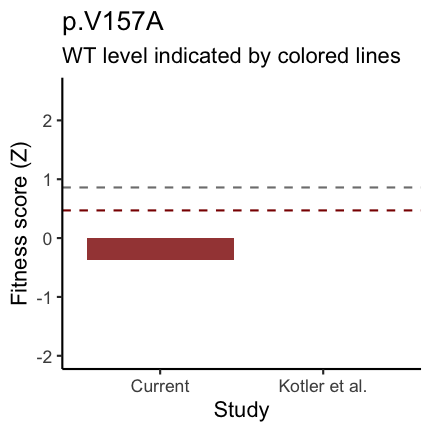 p.V157A
WT level indicated by colored lines
Fitness score (Z)
2
1
0
-1
-2
Current
Kotler et al.
Study